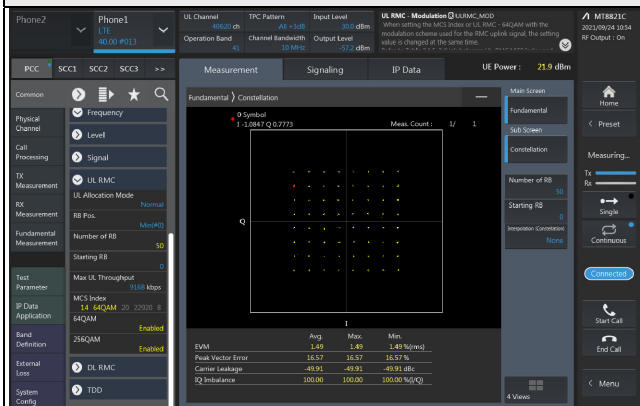 Phone2
Phone1
LTE
40.00 #013
UL Channel
40620 ch
TPC Pattern
All +3dB
Input Level
30.0 dBm
Operation Band
41
Channel Bandwidth
10 MHz
Output Level
-57.2 dBm
UL RMC - Modulation ULRMC_MOD
When setting the MCS Index or UL RMC - 64QAM with the
modulation scheme used for the RMC uplink signal, the setting
value is changed at the same time.
MT8821C
2021/09/24 10:54
RF Output : On
PCC
SCC1
SCC2
SCC3
>>
Measurement
Signaling
IP Data
UE Power : 21.9 dBm
Common
Physical
Channel
Call
Processing
TX
Measurement
RX
Measurement
Fundamental
Measurement
Test
Parameter
IP Data
Application
Band
Definition
External
Loss
System
Config
Frequency
Level
Signal
UL RMC
UL Allocation Mode
Normal
RB Pos.
Min(#0)
Number of RB
50
Starting RB
0
Max UL Throughput
9168 kbps
MCS Index
14 64QAM 20 22920 8
64QAM
Enabled
256QAM
Enabled
DL RMC
TDD
Fundamental ⟩ Constellation
0 Symbol
I -1.0847 Q 0.7773
Meas. Count : 1/ 1
Q
I
Avg. Max. Min.
EVM 1.49 1.49 1.49 %(rms)
Peak Vector Error 16.57 16.57 16.57 %
Carrier Leakage -49.91 -49.91 -49.91 dBc
IQ Imbalance 100.00 100.00 100.00 %(I/Q)
Main Screen
Fundamental
Sub Screen
Constellation
Number of RB
50
Starting RB
0
Interpolation (Constellation)
None
4 Views
Home
< Preset
Measuring...
Tx
Rx
Single
Continuous
Connected
Start Call
End Call
< Menu